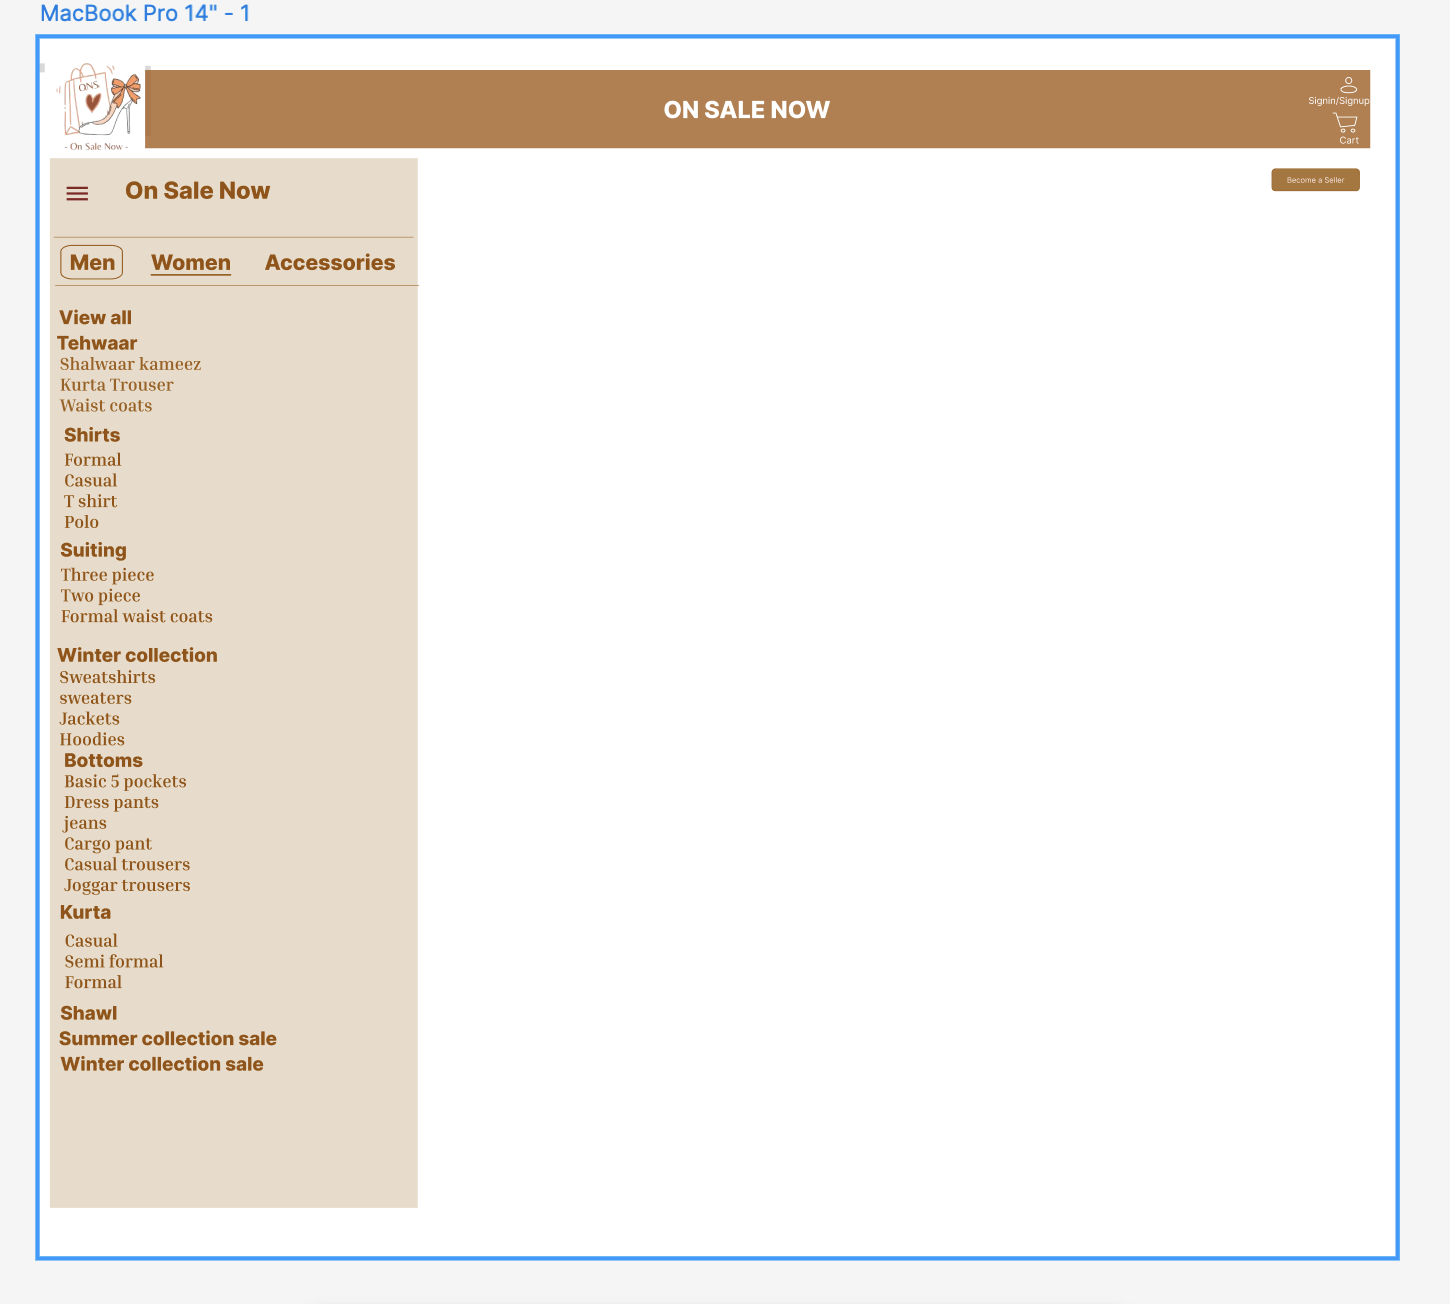 MacBook Pro 14" - 1
ONS.
- On Sale Now -
ON SALE NOW
Signin/Signup
Cart
Become a Seller
On Sale Now
Men Women Accessories
View all
Tehwaar
Shalwaar kameez
Kurta Trouser
Waist coats
Shirts
Formal
Casual
T shirt
Polo
Suiting
Three piece
Two piece
Formal waist coats
Winter collection
Sweatshirts
sweaters
Jackets
Hoodies
Bottoms
Basic 5 pockets
Dress pants
jeans
Cargo pant
Casual trousers
Joggar trousers
Kurta
Casual
Semi formal
Formal
Shawl
Summer collection sale
Winter collection sale